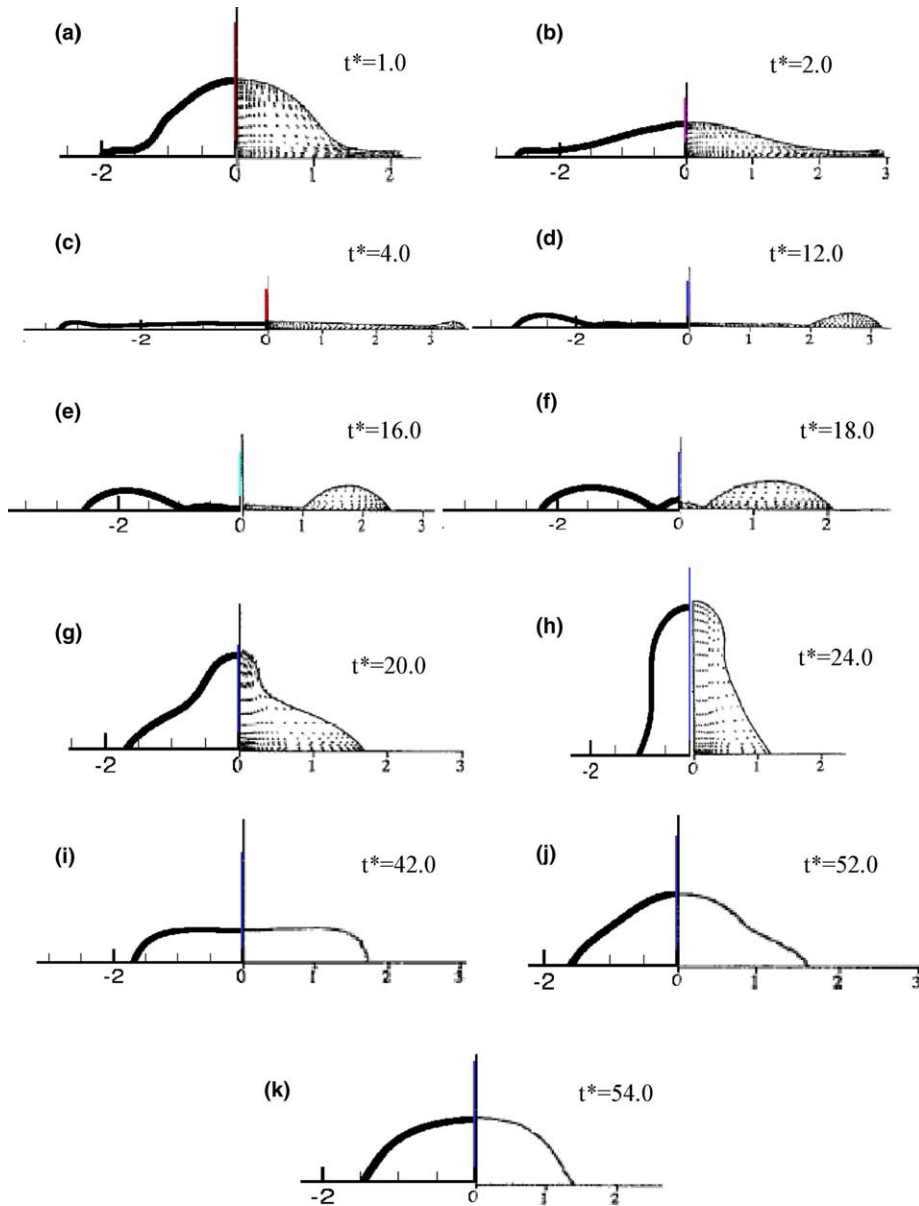 (a)
t*=1.0
-2 0 1 2
(b)
t*=2.0
-2 0 1 2 3
(c)
t*=4.0
-2 0 1 2 3
(d)
t*=12.0
-2 0 1 2 3
(e)
t*=16.0
-2 0 1 2 3
(f)
t*=18.0
-2 0 1 2
(g)
t*=20.0
-2 0 1 2 3
(h)
t*=24.0
-2 0 1 2
(i)
t*=42.0
-2 0 1 2 3
(j)
t*=52.0
-2 0 1 2 3
(k)
t*=54.0
-2 0 1 2